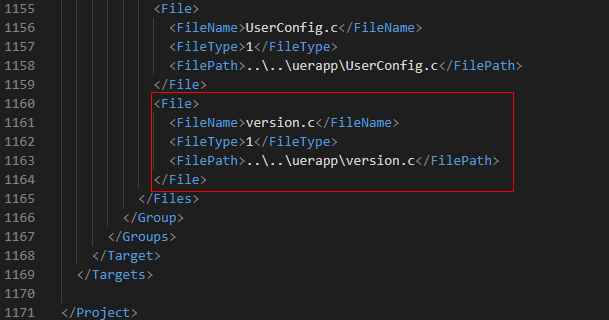 1155 <File>
1156 <FileName>UserConfig.c</FileName>
1157 <FileType>1</FileType>
1158 <FilePath>..\..\uerapp\UserConfig.c</FilePath>
1159 </File>
1160 <File>
1161 <FileName>version.c</FileName>
1162 <FileType>1</FileType>
1163 <FilePath>..\..\uerapp\version.c</FilePath>
1164 </File>
1165 </Files>
1166 </Group>
1167 </Groups>
1168 </Target>
1169 </Targets>
1170
1171 </Project>